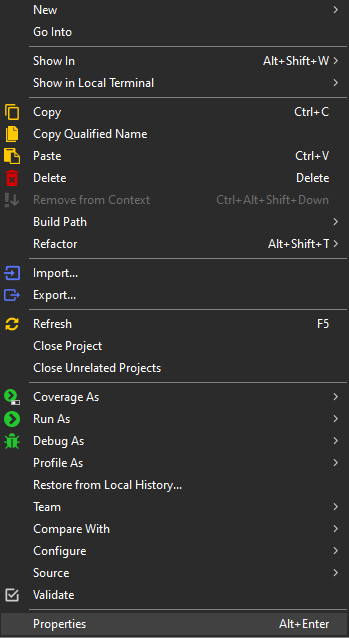 New
Go Into
Show In Alt+Shift+W
Show in Local Terminal
Copy Ctrl+C
Copy Qualified Name
Paste Ctrl+V
Delete Delete
Remove from Context Ctrl+Alt+Shift+Down
Build Path
Refactor Alt+Shift+T
Import...
Export...
Refresh F5
Close Project
Close Unrelated Projects
Coverage As
Run As
Debug As
Profile As
Restore from Local History...
Team
Compare With
Configure
Source
Validate
Properties Alt+Enter